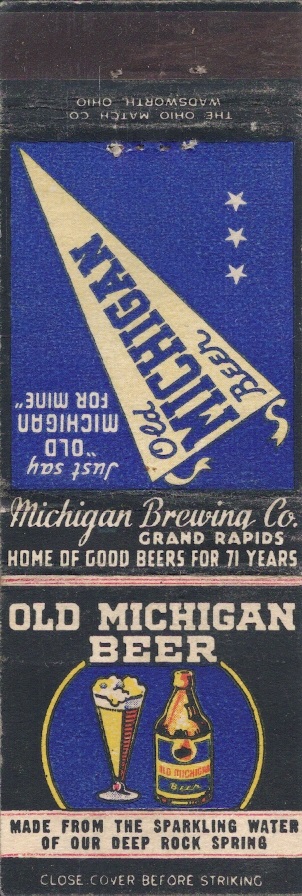 THE OHIO MATCH CO.
WADSWORTH, OHIO
Old
MICHIGAN
Beer
Just say
"OLD
MICHIGAN
FOR MINE"
Michigan Brewing Co.
GRAND RAPIDS
HOME OF GOOD BEERS FOR 71 YEARS
OLD MICHIGAN
BEER
OLD MICHIGAN
BEER
MADE FROM THE SPARKLING WATER
OF OUR DEEP ROCK SPRING
CLOSE COVER BEFORE STRIKING